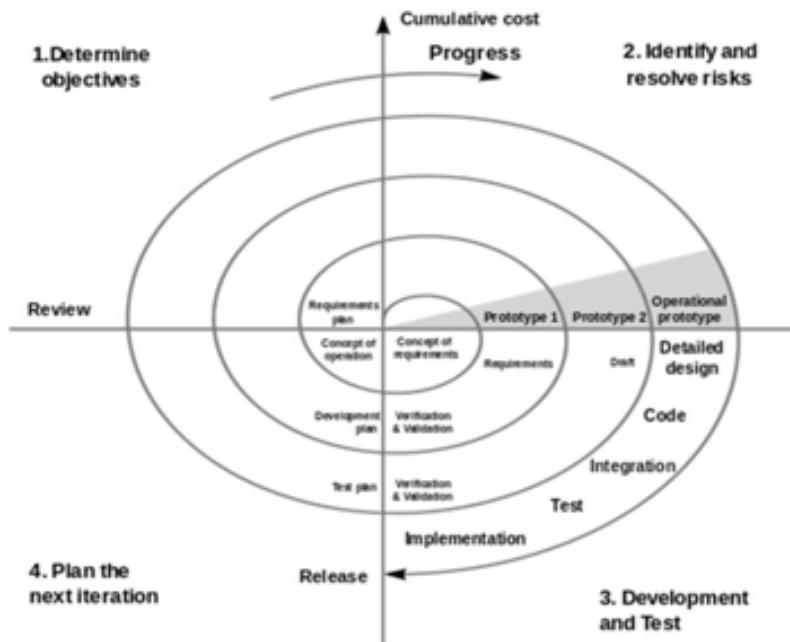 Cumulative cost
1.Determine
objectives
Progress
2. Identify and
resolve risks
Review
Requirements
plan
Prototype 1
Prototype 2
Operational
prototype
Concept of
operation
Concept of
requirements
Requirements
Draft
Detailed
design
Development
plan
Verification
& Validation
Code
Test plan
Verification
& Validation
Integration
Test
Implementation
4. Plan the
next iteration
Release
3. Development
and Test